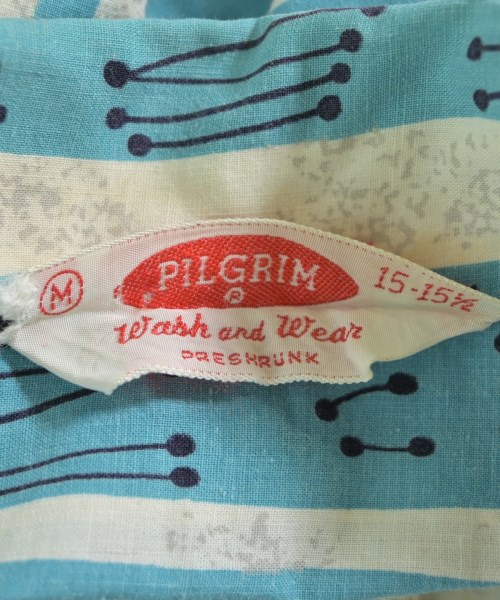 M
PILGRIM
®
15-15½
Wash and Wear
PRESHRUNK